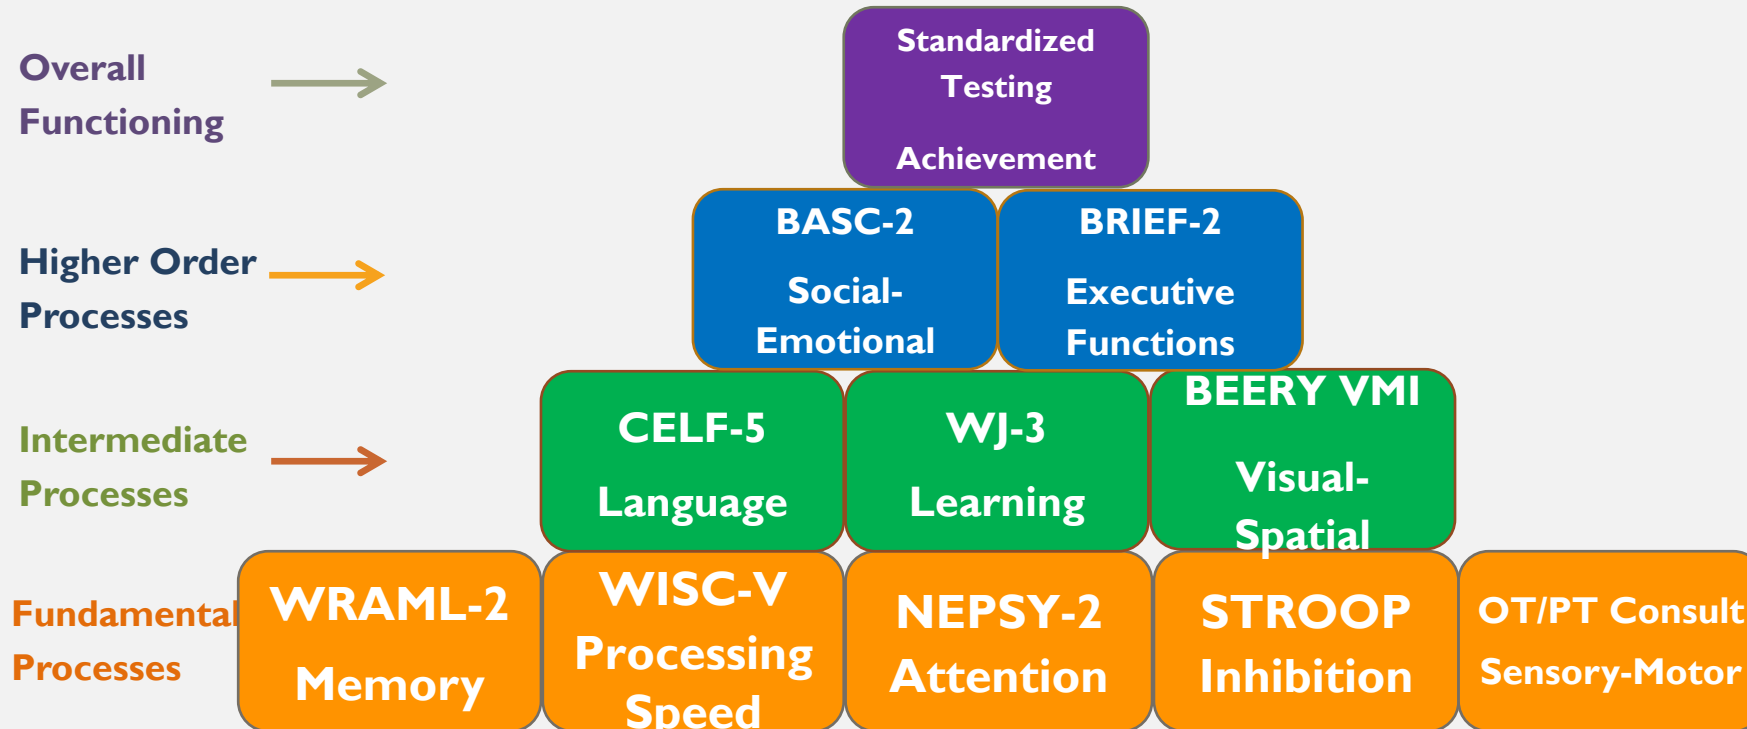 Overall
Functioning
Standardized
Testing
Achievement
Higher Order
Processes
BASC-2
Social-
Emotional
BRIEF-2
Executive
Functions
Intermediate
Processes
CELF-5
Language
WJ-3
Learning
BEERY VMI
Visual-
Spatial
Fundamental
Processes
WRAML-2
Memory
WISC-V
Processing
Speed
NEPSY-2
Attention
STROOP
Inhibition
OT/PT Consult
Sensory-Motor